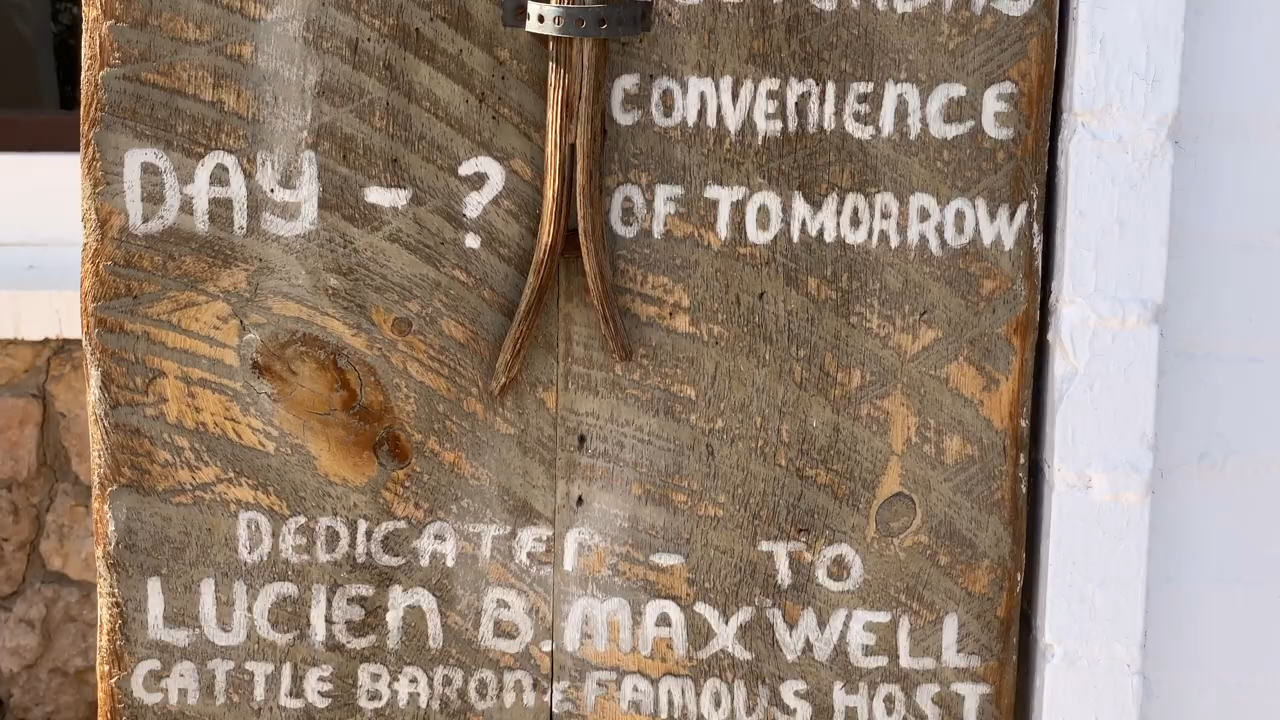 CONVENIENCE
DAY - ?
OF TOMORROW
DEDICATED - TO
LUCIEN B. MAXWELL
CATTLE BARON & FAMOUS HOST